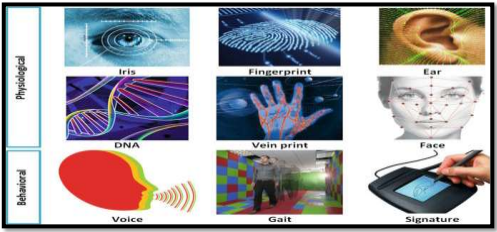 Physiological
Iris
Fingerprint
Ear
DNA
Vein print
Face
Behavioral
Voice
Gait
Signature